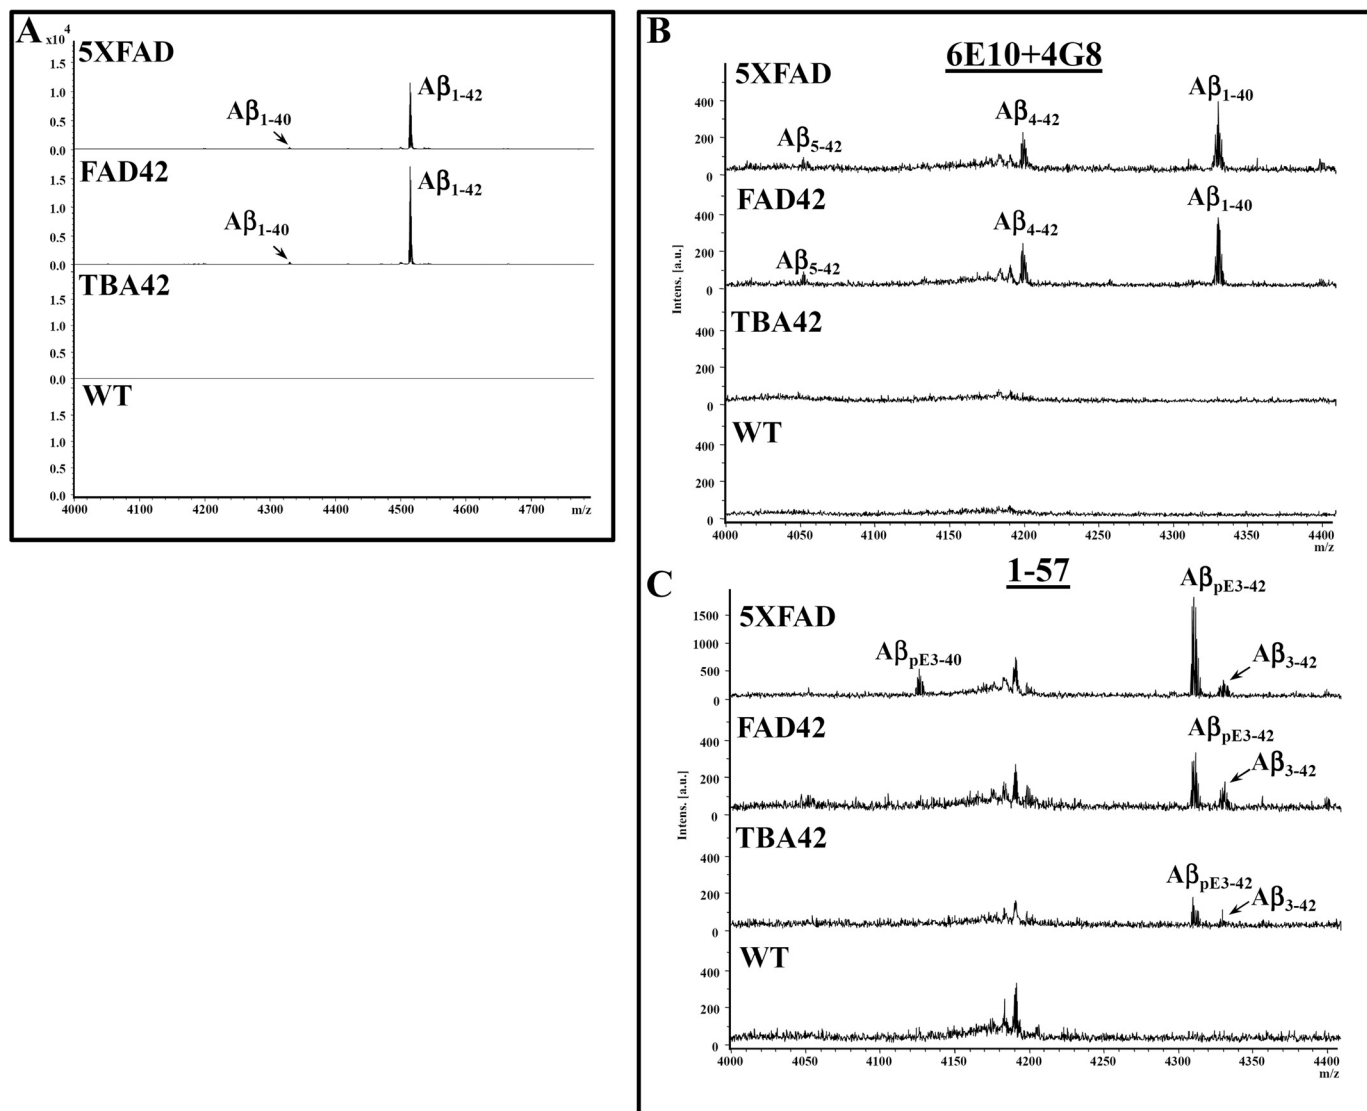 A
x10⁴
5XFAD
1.5
1.0
0.5
0.0
Aβ1-40
Aβ1-42
FAD42
1.5
1.0
0.5
0.0
Aβ1-40
Aβ1-42
TBA42
1.5
1.0
0.5
0.0
WT
1.5
1.0
0.5
0.0
4000 4100 4200 4300 4400 4500 4600 4700 m/z
B
6E10+4G8
5XFAD
400
200
0
Aβ5-42
Aβ4-42
Aβ1-40
FAD42
400
200
0
Aβ5-42
Aβ4-42
Aβ1-40
Intens. [a.u.]
TBA42
400
200
0
WT
400
200
0
4000 4050 4100 4150 4200 4250 4300 4350 4400
m/z
C
1-57
5XFAD
1500
1000
500
0
AβpE3-40
AβpE3-42
Aβ3-42
FAD42
400
200
0
AβpE3-42
Aβ3-42
Intens. [a.u.]
TBA42
400
200
0
AβpE3-42
Aβ3-42
WT
400
200
0
4000 4050 4100 4150 4200 4250 4300 4350 4400
m/z